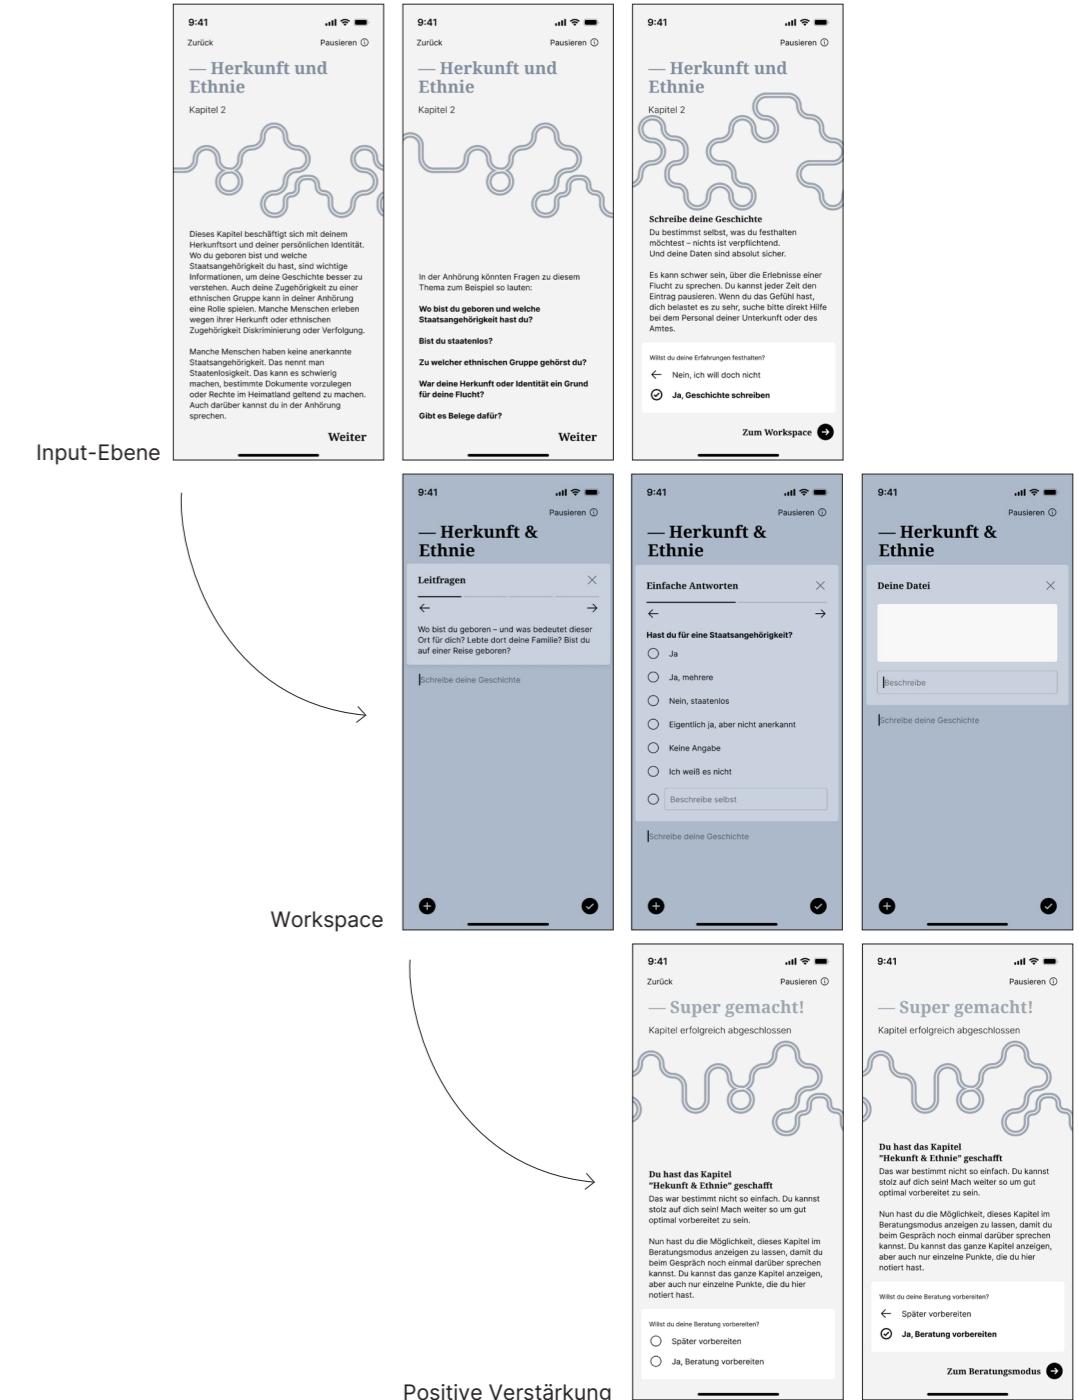 9:41
Zurück
Pausieren
— Herkunft und
Ethnie
Kapitel 2
Dieses Kapitel beschäftigt sich mit deinem
Herkunftsort und deiner persönlichen Identität.
Wo du geboren bist und welche
Staatsangehörigkeit du hast, sind wichtige
Informationen, um deine Geschichte besser zu
verstehen. Auch deine Zugehörigkeit zu einer
ethnischen Gruppe kann in deiner Anhörung
eine Rolle spielen. Manche Menschen erleben
wegen ihrer Herkunft oder ethnischen
Zugehörigkeit Diskriminierung oder Verfolgung.
Manche Menschen haben keine anerkannte
Staatsangehörigkeit. Das nennt man
Staatenlosigkeit. Das kann es schwierig
machen, bestimmte Dokumente vorzulegen
oder Rechte im Heimatland geltend zu machen.
Auch darüber kannst du in der Anhörung
sprechen.
Weiter
9:41
Zurück
Pausieren
— Herkunft und
Ethnie
Kapitel 2
In der Anhörung könnten Fragen zu diesem
Thema zum Beispiel so lauten:
Wo bist du geboren und welche
Staatsangehörigkeit hast du?
Bist du staatenlos?
Zu welcher ethnischen Gruppe gehörst du?
War deine Herkunft oder Identität ein Grund
für deine Flucht?
Gibt es Belege dafür?
Weiter
9:41
Pausieren
— Herkunft und
Ethnie
Kapitel 2
Schreibe deine Geschichte
Du bestimmst selbst, was du festhalten
möchtest – nichts ist verpflichtend.
Und deine Daten sind absolut sicher.
Es kann schwer sein, über die Erlebnisse einer
Flucht zu sprechen. Du kannst jeder Zeit den
Eintrag pausieren. Wenn du das Gefühl hast,
dich belastet es zu sehr, suche bitte direkt Hilfe
bei dem Personal deiner Unterkunft oder des
Amtes.
Willst du deine Erfahrungen festhalten?
Nein, ich will doch nicht
Ja, Geschichte schreiben
Zum Workspace
Input-Ebene
9:41
Pausieren
— Herkunft &
Ethnie
Leitfragen
Wo bist du geboren – und was bedeutet dieser
Ort für dich? Lebte dort deine Familie? Bist du
auf einer Reise geboren?
Schreibe deine Geschichte
9:41
Pausieren
— Herkunft &
Ethnie
Einfache Antworten
Hast du für eine Staatsangehörigkeit?
Ja
Ja, mehrere
Nein, staatenlos
Eigentlich ja, aber nicht anerkannt
Keine Angabe
Ich weiß es nicht
Beschreibe selbst
Schreibe deine Geschichte
9:41
Pausieren
— Herkunft &
Ethnie
Deine Datei
Beschreibe
Schreibe deine Geschichte
Workspace
9:41
Zurück
Pausieren
— Super gemacht!
Kapitel erfolgreich abgeschlossen
Du hast das Kapitel
"Hekunft & Ethnie" geschafft
Das war bestimmt nicht so einfach. Du kannst
stolz auf dich sein! Mach weiter so um gut
optimal vorbereitet zu sein.
Nun hast du die Möglichkeit, dieses Kapitel im
Beratungsmodus anzeigen zu lassen, damit du
beim Gespräch noch einmal darüber sprechen
kannst. Du kannst das ganze Kapitel anzeigen,
aber auch nur einzelne Punkte, die du hier
notiert hast.
Willst du deine Beratung vorbereiten?
Später vorbereiten
Ja, Beratung vorbereiten
9:41
Pausieren
— Super gemacht!
Kapitel erfolgreich abgeschlossen
Du hast das Kapitel
"Hekunft & Ethnie" geschafft
Das war bestimmt nicht so einfach. Du kannst
stolz auf dich sein! Mach weiter so um gut
optimal vorbereitet zu sein.
Nun hast du die Möglichkeit, dieses Kapitel im
Beratungsmodus anzeigen zu lassen, damit du
beim Gespräch noch einmal darüber sprechen
kannst. Du kannst das ganze Kapitel anzeigen,
aber auch nur einzelne Punkte, die du hier
notiert hast.
Willst du deine Beratung vorbereiten?
Später vorbereiten
Ja, Beratung vorbereiten
Zum Beratungsmodus
Positive Verstärkung